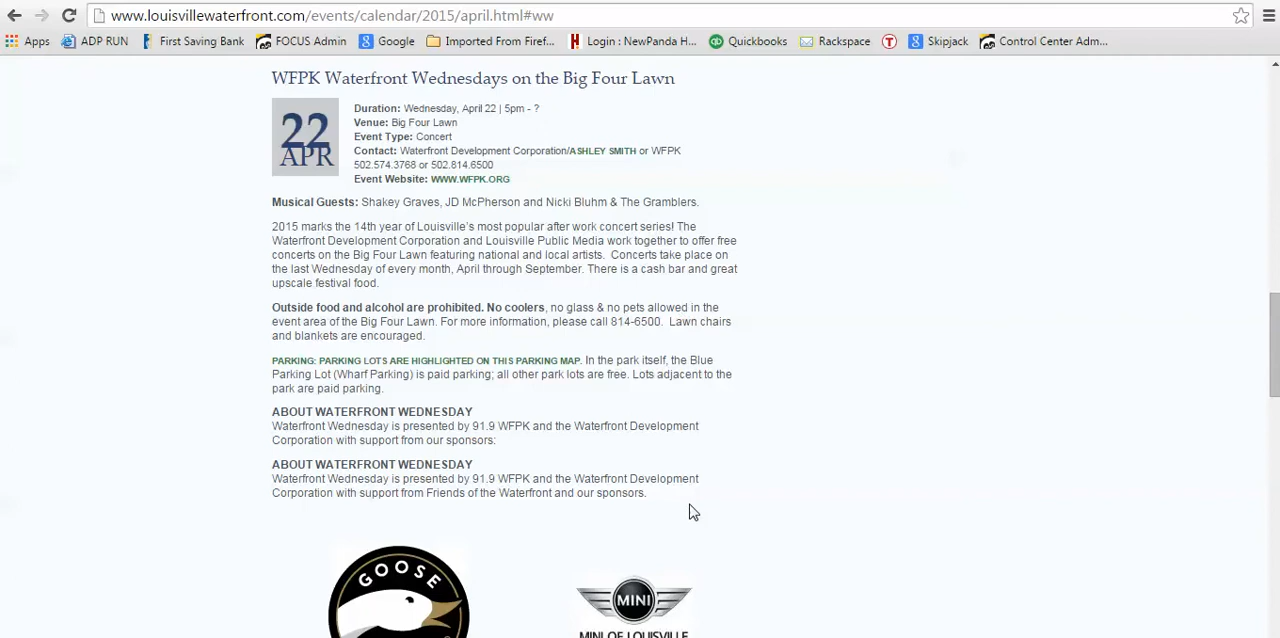 www.louisvillewaterfront.com/events/calendar/2015/april.html#ww
Apps ADP RUN First Saving Bank FOCUS Admin Google Imported From Firef... Login : NewPanda H... Quickbooks Rackspace T Skipjack Control Center Adm...
WFPK Waterfront Wednesdays on the Big Four Lawn
22
APR
Duration: Wednesday, April 22 | 5pm - ?
Venue: Big Four Lawn
Event Type: Concert
Contact: Waterfront Development Corporation/ASHLEY SMITH or WFPK
502.574.3768 or 502.814.6500
Event Website: WWW.WFPK.ORG
Musical Guests: Shakey Graves, JD McPherson and Nicki Bluhm & The Gramblers.
2015 marks the 14th year of Louisville's most popular after work concert series! The
Waterfront Development Corporation and Louisville Public Media work together to offer free
concerts on the Big Four Lawn featuring national and local artists. Concerts take place on
the last Wednesday of every month, April through September. There is a cash bar and great
upscale festival food.
Outside food and alcohol are prohibited. No coolers, no glass & no pets allowed in the
event area of the Big Four Lawn. For more information, please call 814-6500. Lawn chairs
and blankets are encouraged.
PARKING: PARKING LOTS ARE HIGHLIGHTED ON THIS PARKING MAP. In the park itself, the Blue
Parking Lot (Wharf Parking) is paid parking; all other park lots are free. Lots adjacent to the
park are paid parking.
ABOUT WATERFRONT WEDNESDAY
Waterfront Wednesday is presented by 91.9 WFPK and the Waterfront Development
Corporation with support from our sponsors:
ABOUT WATERFRONT WEDNESDAY
Waterfront Wednesday is presented by 91.9 WFPK and the Waterfront Development
Corporation with support from Friends of the Waterfront and our sponsors.
GOOSE
MINI
MINI OF LOUISVILLE